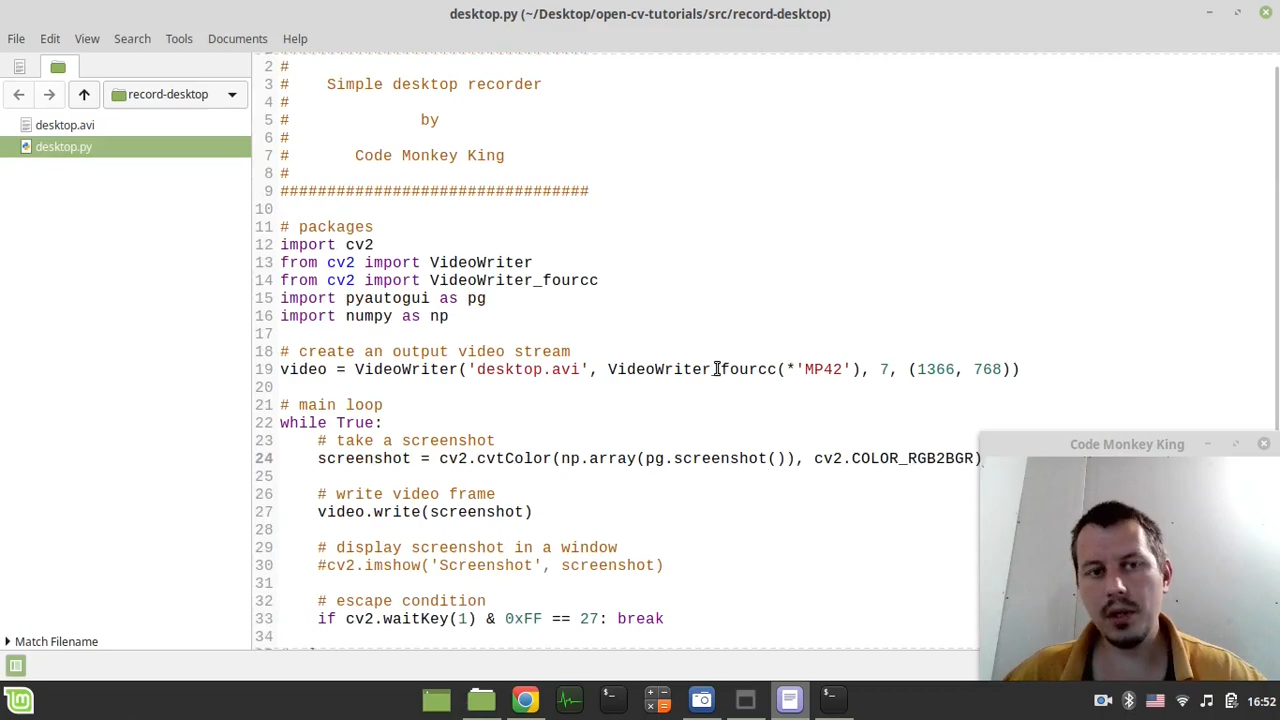 desktop.py (~/Desktop/open-cv-tutorials/src/record-desktop)
File Edit View Search Tools Documents Help
record-desktop
desktop.avi
desktop.py
2 #
3 #    Simple desktop recorder
4 #
5 #              by
6 #
7 #       Code Monkey King
8 #
9 #################################
10
11 # packages
12 import cv2
13 from cv2 import VideoWriter
14 from cv2 import VideoWriter_fourcc
15 import pyautogui as pg
16 import numpy as np
17
18 # create an output video stream
19 video = VideoWriter('desktop.avi', VideoWriter_fourcc(*'MP42'), 7, (1366, 768))
20
21 # main loop
22 while True:
23     # take a screenshot
24     screenshot = cv2.cvtColor(np.array(pg.screenshot()), cv2.COLOR_RGB2BGR)
25
26     # write video frame
27     video.write(screenshot)
28
29     # display screenshot in a window
30     #cv2.imshow('Screenshot', screenshot)
31
32     # escape condition
33     if cv2.waitKey(1) & 0xFF == 27: break
34
Code Monkey King
Match Filename
16:52